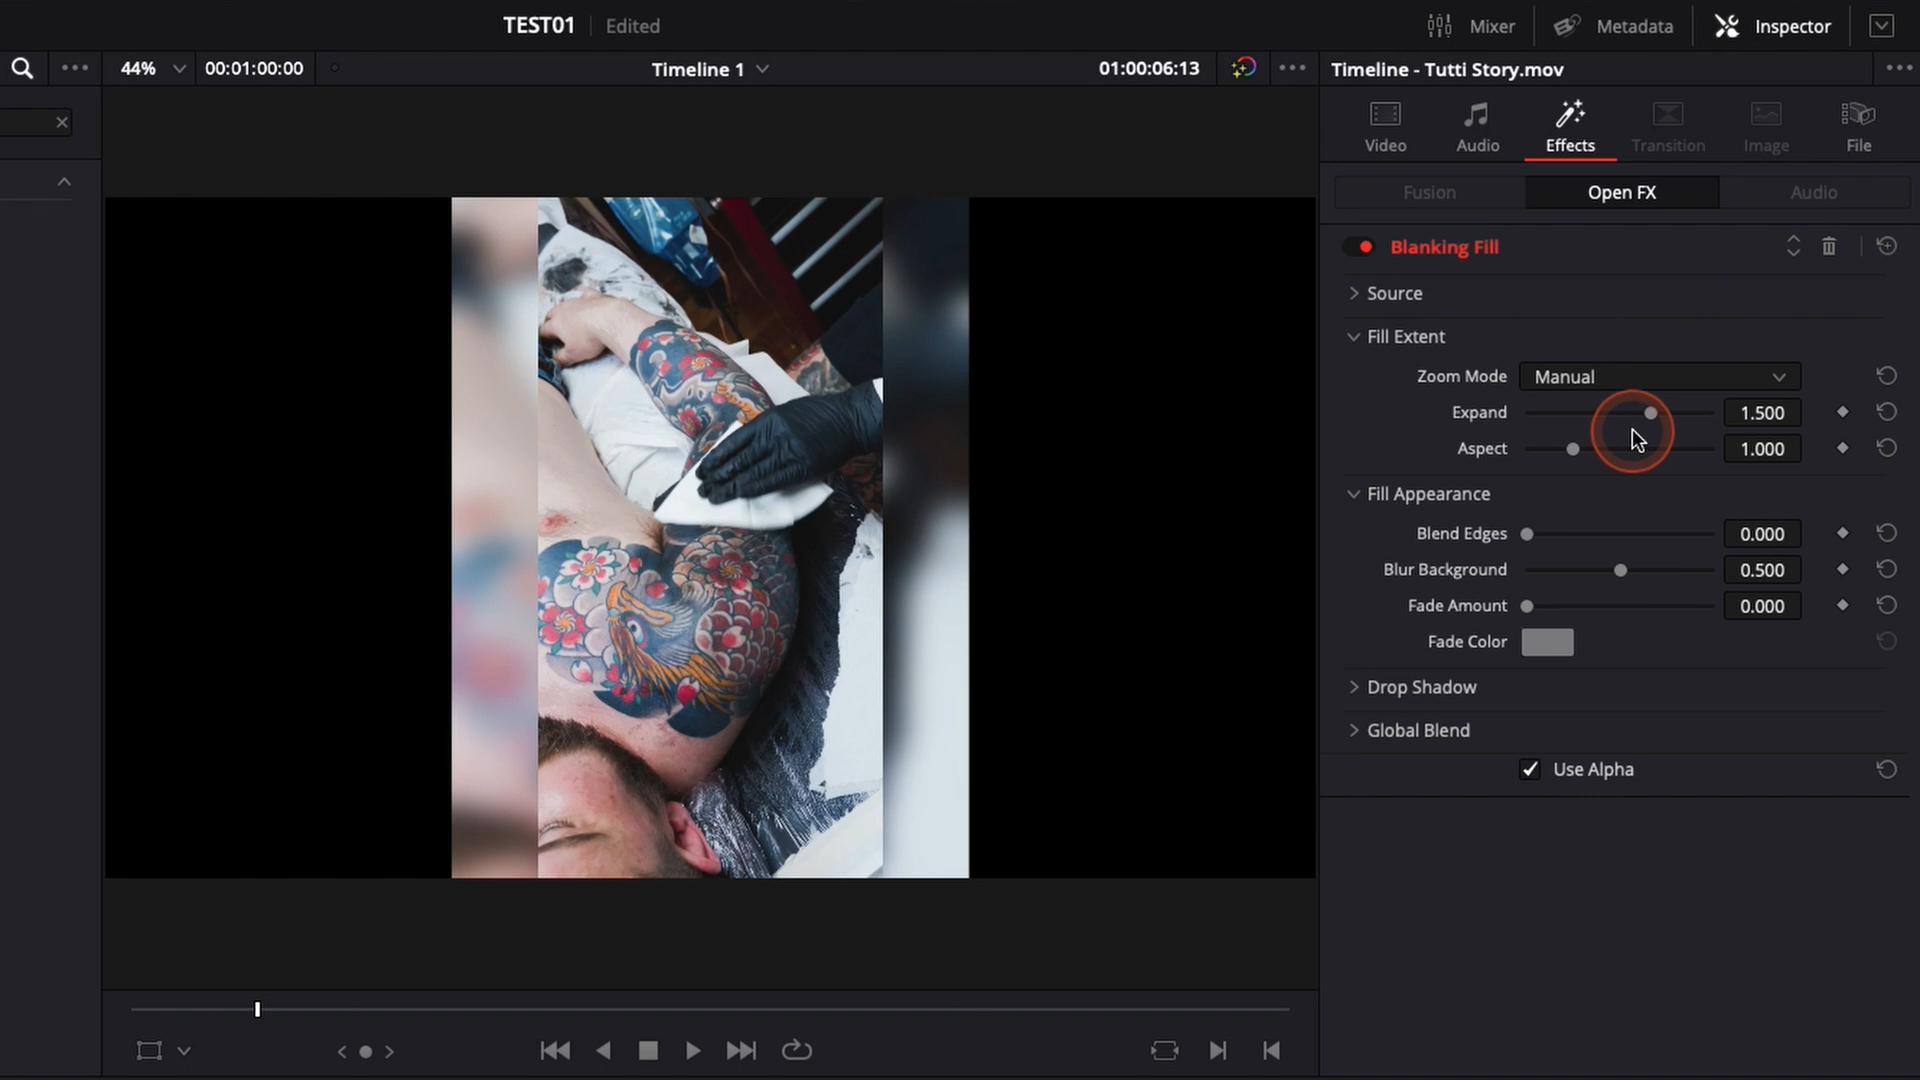 TEST01 Edited Mixer Metadata Inspector
44% 00:01:00:00 Timeline 1 01:00:06:13 Timeline - Tutti Story.mov
Video Audio Effects Transition Image File
Fusion Open FX Audio
Blanking Fill
Source
Fill Extent
Zoom Mode Manual
Expand 1.500
Aspect 1.000
Fill Appearance
Blend Edges 0.000
Blur Background 0.500
Fade Amount 0.000
Fade Color
Drop Shadow
Global Blend
Use Alpha